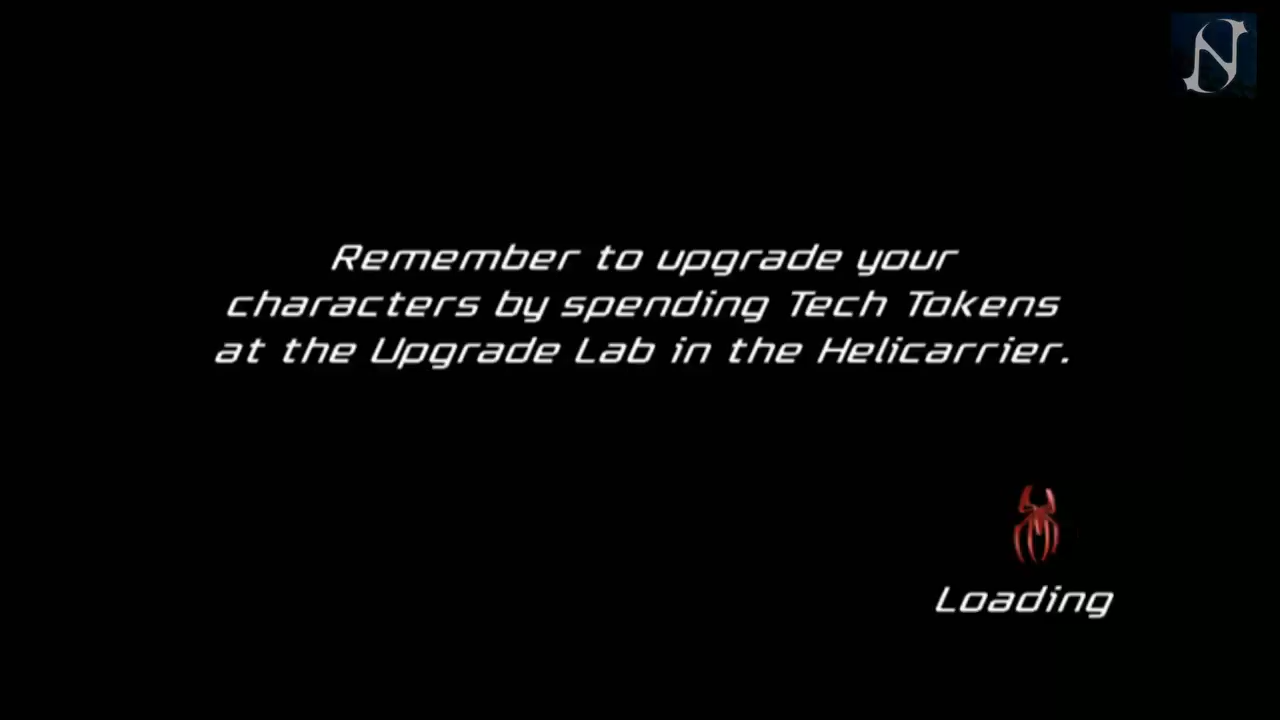 Remember to upgrade your
characters by spending Tech Tokens
at the Upgrade Lab in the Helicarrier.
Loading